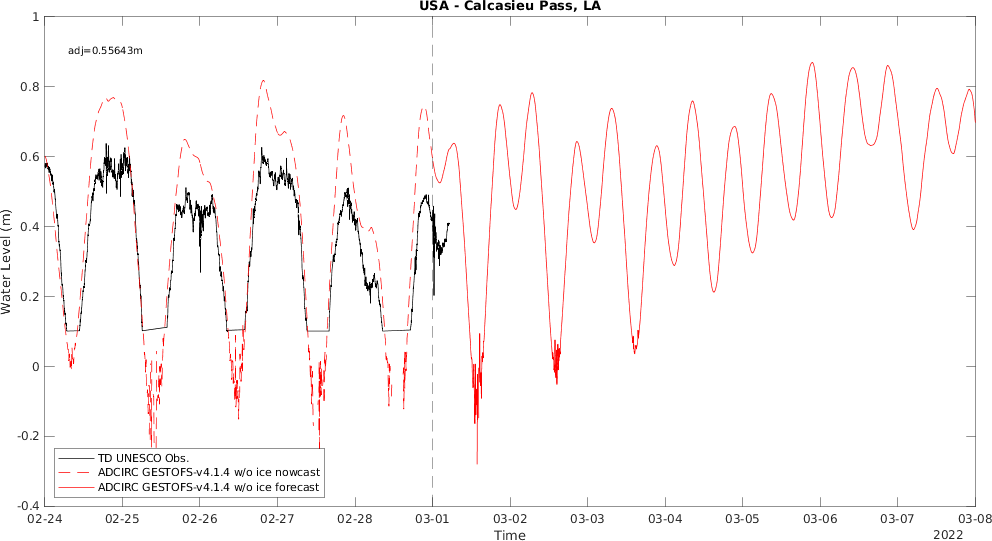 USA - Calcasieu Pass, LA
adj=0.55643m
Water Level (m)
1
0.8
0.6
0.4
0.2
0
-0.2
-0.4
TD UNESCO Obs.
ADCIRC GESTOFS-v4.1.4 w/o ice nowcast
ADCIRC GESTOFS-v4.1.4 w/o ice forecast
02-24 02-25 02-26 02-27 02-28 03-01 03-02 03-03 03-04 03-05 03-06 03-07 03-08
Time
2022